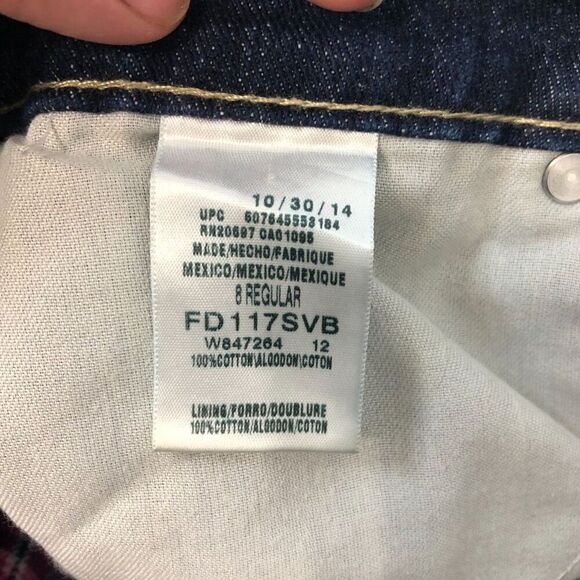 10/30/14
UPC 607645553184
RN20697 CA01095
MADE/HECHO/FABRIQUE
MEXICO/MEXICO/MEXIQUE
8 REGULAR
FD117SVB
W847264 12
100%COTTON\ALGODON\COTON
LINING/FORRO/DOUBLURE
100%COTTON/ALGODON/COTON